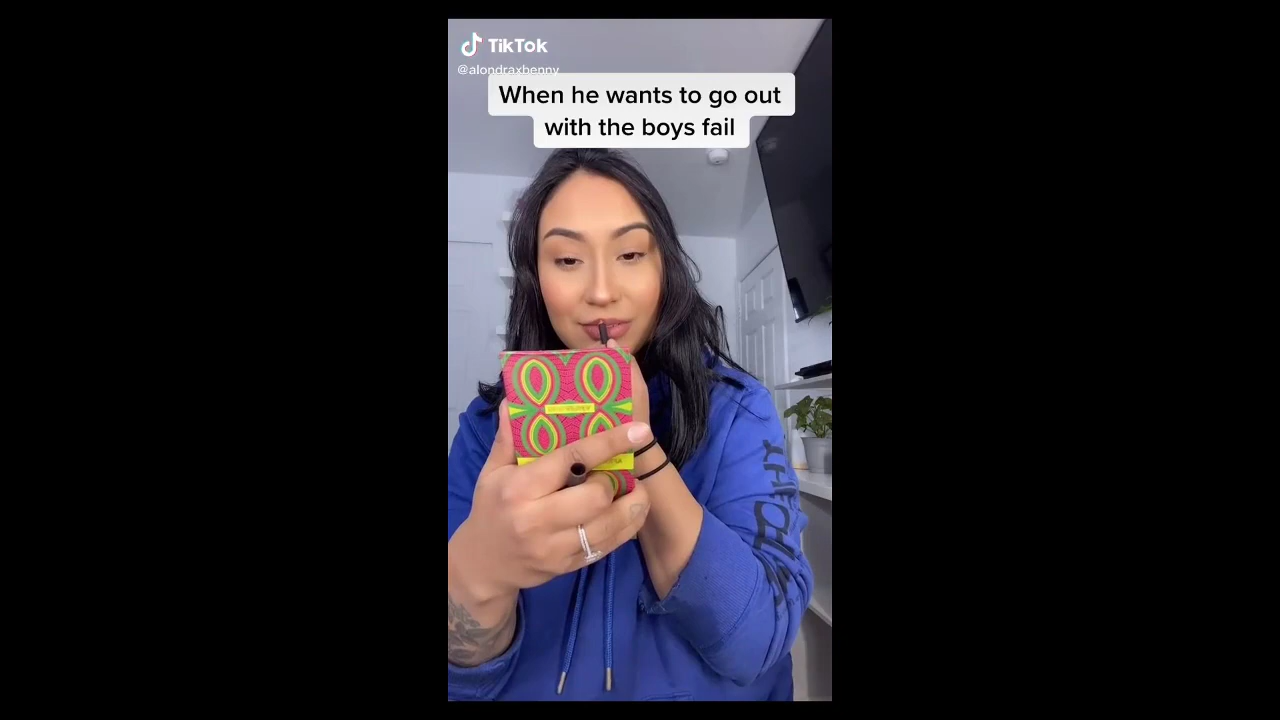 TikTok
@alondraxbenny
When he wants to go out
with the boys fail